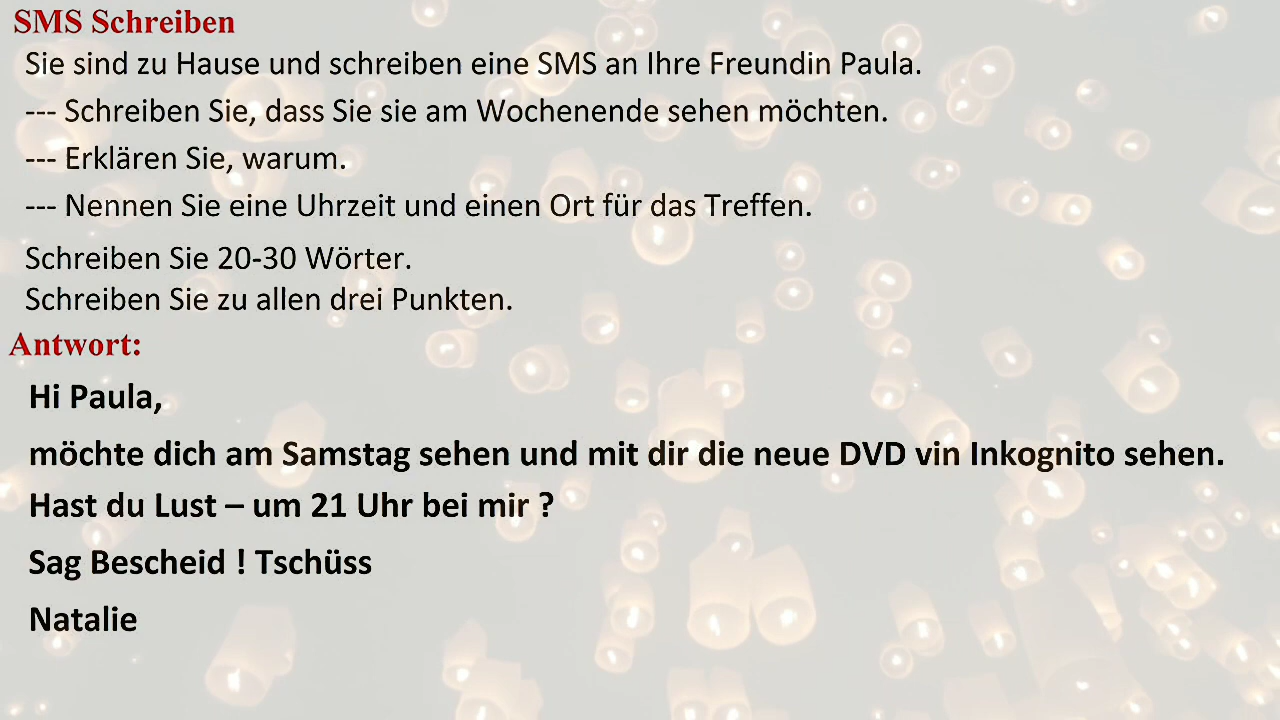 SMS Schreiben
Sie sind zu Hause und schreiben eine SMS an Ihre Freundin Paula.
--- Schreiben Sie, dass Sie sie am Wochenende sehen möchten.
--- Erklären Sie, warum.
--- Nennen Sie eine Uhrzeit und einen Ort für das Treffen.
Schreiben Sie 20-30 Wörter.
Schreiben Sie zu allen drei Punkten.
Antwort:
Hi Paula,
möchte dich am Samstag sehen und mit dir die neue DVD vin Inkognito sehen.
Hast du Lust – um 21 Uhr bei mir ?
Sag Bescheid ! Tschüss
Natalie